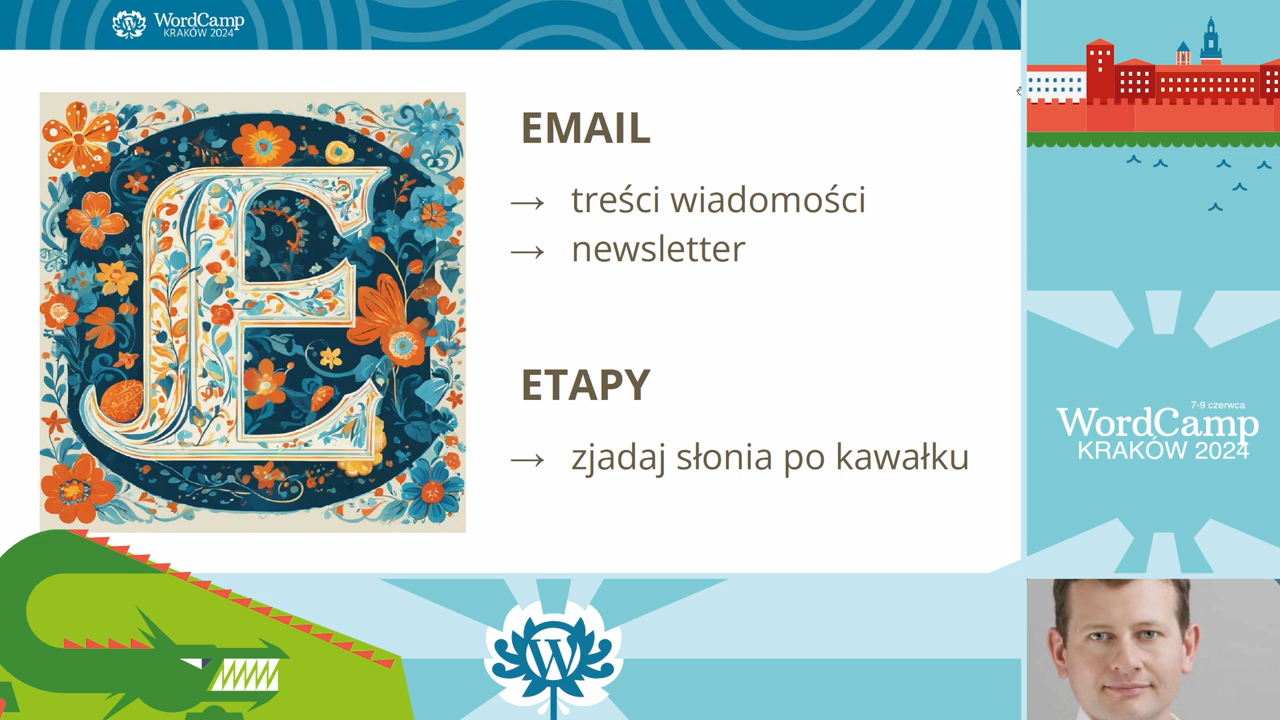 WordCamp
KRAKÓW 2024
E
EMAIL
→ treści wiadomości
→ newsletter
ETAPY
→ zjadaj słonia po kawałku
7-9 czerwca
WordCamp
KRAKÓW 2024
W